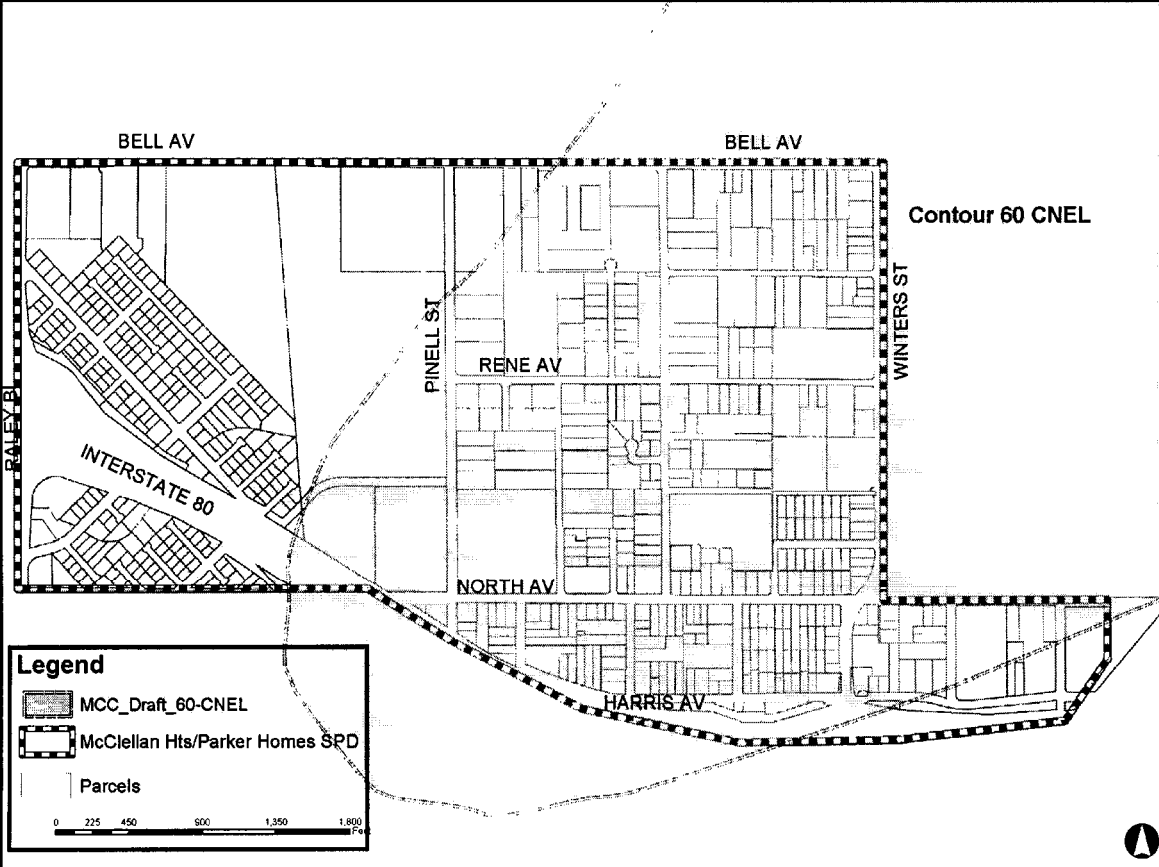 BELL AV
BELL AV
Contour 60 CNEL
WINTERS ST
PINELL ST
RENE AV
RALEY BL
INTERSTATE 80
NORTH AV
HARRIS AV
Legend
MCC_Draft_60-CNEL
McClellan Hts/Parker Homes SPD
Parcels
0 225 450 900 1,350 1,800
Feet